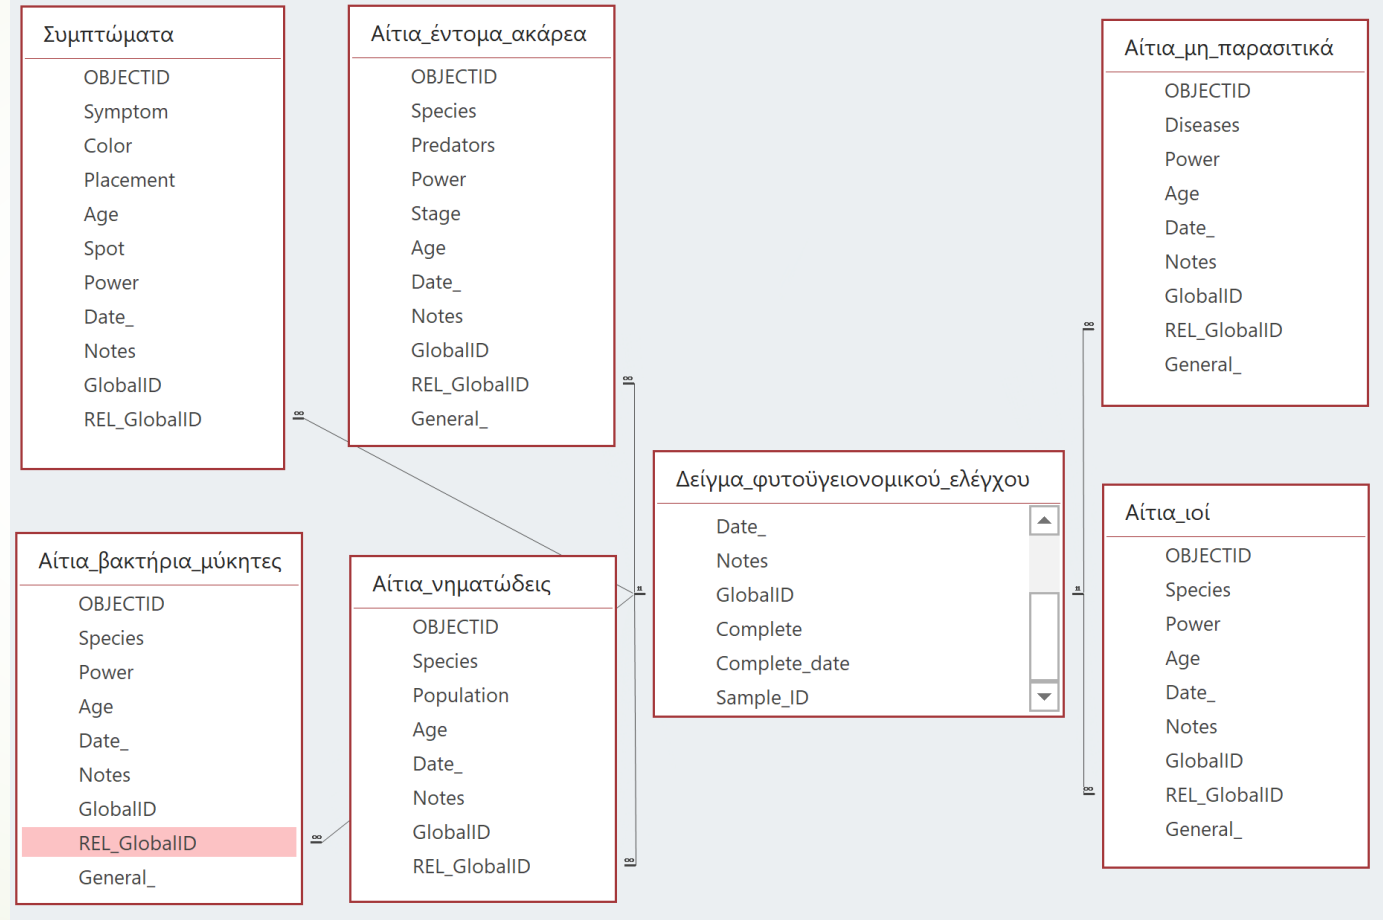 Συμπτώματα
OBJECTID
Symptom
Color
Placement
Age
Spot
Power
Date_
Notes
GlobalID
REL_GlobalID
Αίτια_έντομα_ακάρεα
OBJECTID
Species
Predators
Power
Stage
Age
Date_
Notes
GlobalID
REL_GlobalID
General_
Αίτια_μη_παρασιτικά
OBJECTID
Diseases
Power
Age
Date_
Notes
GlobalID
REL_GlobalID
General_
Αίτια_βακτήρια_μύκητες
OBJECTID
Species
Power
Age
Date_
Notes
GlobalID
REL_GlobalID
General_
Αίτια_νηματώδεις
OBJECTID
Species
Population
Age
Date_
Notes
GlobalID
REL_GlobalID
Δείγμα_φυτοϋγειονομικού_ελέγχου
Date_
Notes
GlobalID
Complete
Complete_date
Sample_ID
Αίτια_ιοί
OBJECTID
Species
Power
Age
Date_
Notes
GlobalID
REL_GlobalID
General_